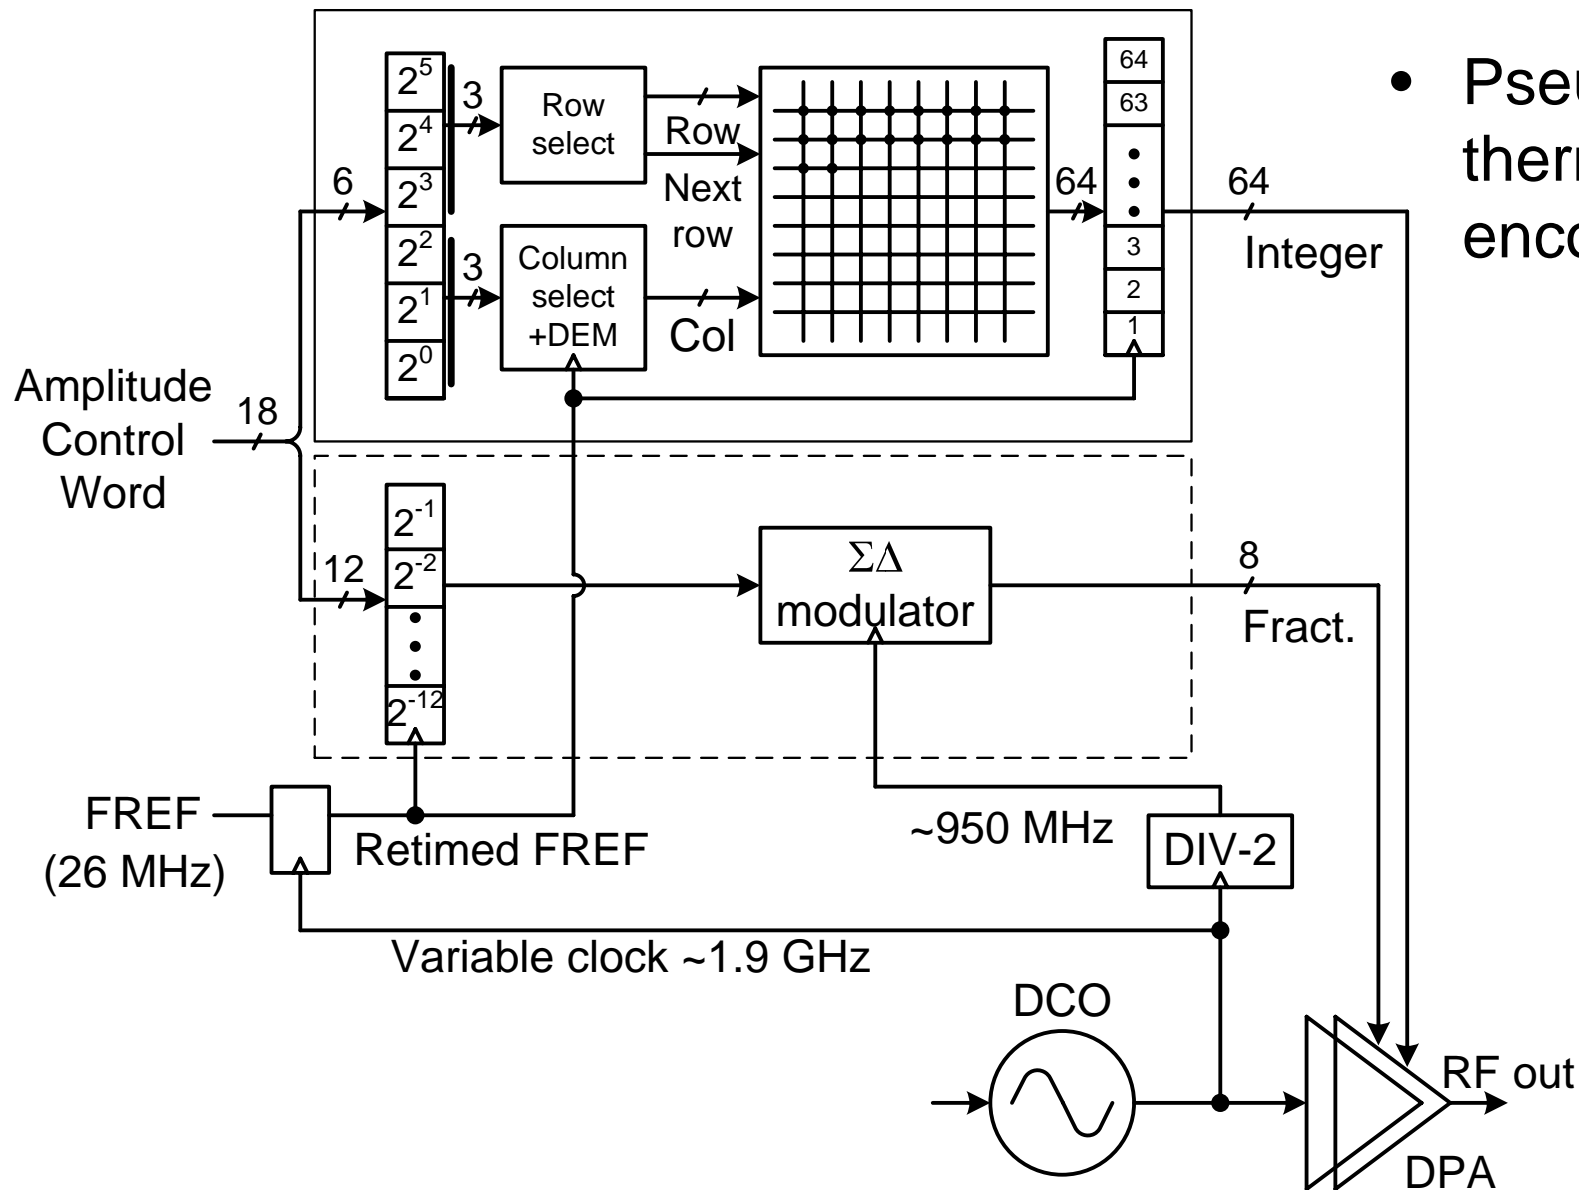 2^5
2^4
2^3
2^2
2^1
2^0
3
3
6
Row
select
Column
select
+DEM
Row
Next
row
Col
64
64
63
3
2
1
64
Integer
• Pseu
ther
enco
Amplitude
Control
Word
18
12
2^-1
2^-2
2^-12
ΣΔ
modulator
8
Fract.
FREF
(26 MHz)
Retimed FREF
~950 MHz
DIV-2
Variable clock ~1.9 GHz
DCO
RF out
DPA